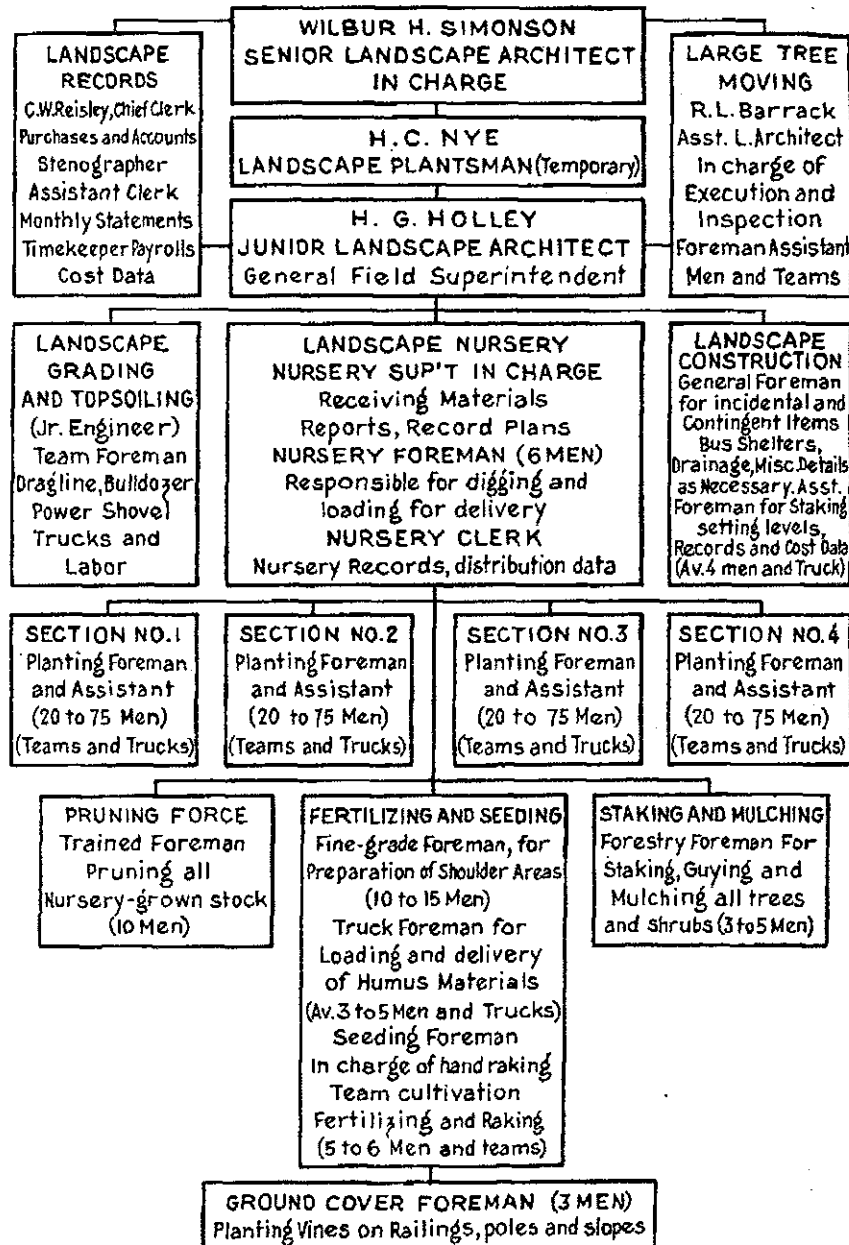 WILBUR H. SIMONSON
SENIOR LANDSCAPE ARCHITECT
IN CHARGE
LANDSCAPE
RECORDS
C.W.Reisley, Chief Clerk
Purchases and Accounts
Stenographer
Assistant Clerk
Monthly Statements
Timekeeper Payrolls
Cost Data
H.C. NYE
LANDSCAPE PLANTSMAN (Temporary)
H. G. HOLLEY
JUNIOR LANDSCAPE ARCHITECT
General Field Superintendent
LARGE TREE
MOVING
R.L. Barrack
Asst. L. Architect
In charge of
Execution and
Inspection
Foreman Assistant
Men and Teams
LANDSCAPE
GRADING
AND TOPSOILING
(Jr. Engineer)
Team Foreman
Dragline, Bulldozer
Power Shovel
Trucks and
Labor
LANDSCAPE NURSERY
NURSERY SUP'T IN CHARGE
Receiving Materials
Reports, Record Plans
NURSERY FOREMAN (6 MEN)
Responsible for digging and
loading for delivery
NURSERY CLERK
Nursery Records, distribution data
LANDSCAPE
CONSTRUCTION
General Foreman
for incidental and
Contingent Items
Bus Shelters,
Drainage, Misc. Details
as Necessary. Asst.
Foreman for Staking
setting levels,
Records and Cost Data
(Av. 4 men and Truck)
SECTION NO.1
Planting Foreman
and Assistant
(20 to 75 Men)
(Teams and Trucks)
SECTION NO.2
Planting Foreman
and Assistant
(20 to 75 Men)
(Teams and Trucks)
SECTION NO.3
Planting Foreman
and Assistant
(20 to 75 Men)
(Teams and Trucks)
SECTION NO.4
Planting Foreman
and Assistant
(20 to 75 Men)
(Teams and Trucks)
PRUNING FORCE
Trained Foreman
Pruning all
Nursery-grown stock
(10 Men)
FERTILIZING AND SEEDING
Fine-grade Foreman, for
Preparation of Shoulder Areas
(10 to 15 Men)
Truck Foreman for
Loading and delivery
of Humus Materials
(Av. 3 to 5 Men and Trucks)
Seeding Foreman
In charge of hand raking
Team cultivation
Fertilizing and Raking
(5 to 6 Men and teams)
STAKING AND MULCHING
Forestry Foreman For
Staking, Guying and
Mulching all trees
and shrubs (3 to 5 Men)
GROUND COVER FOREMAN (3 MEN)
Planting Vines on Railings, poles and slopes